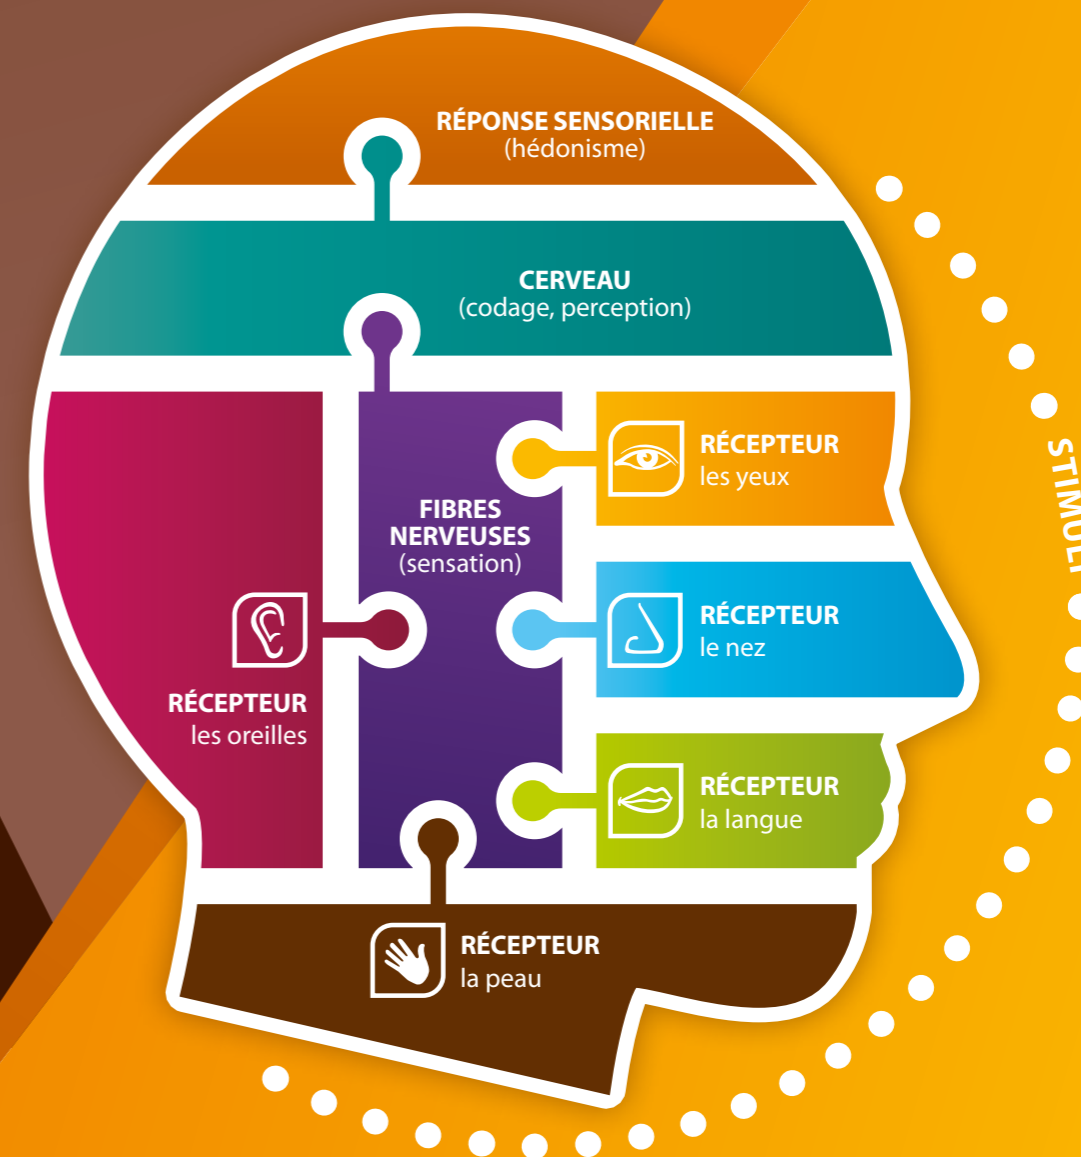 RÉPONSE SENSORIELLE
(hédonisme)
CERVEAU
(codage, perception)
FIBRES
NERVEUSES
(sensation)
RÉCEPTEUR
les yeux
RÉCEPTEUR
le nez
RÉCEPTEUR
les oreilles
RÉCEPTEUR
la langue
RÉCEPTEUR
la peau
STIMULI